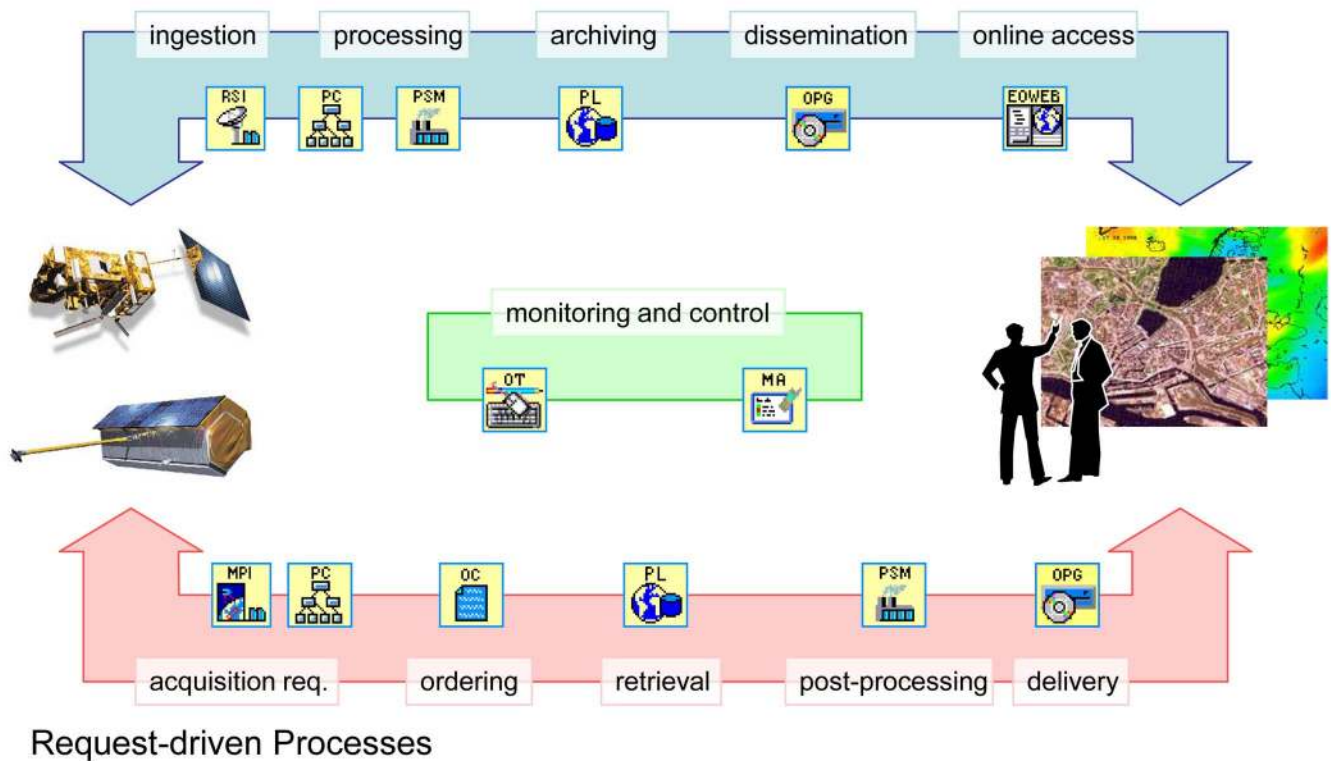 ingestion processing archiving dissemination online access
RSI PC PSM PL OPG EOWEB
monitoring and control
OT MA
MPI PC OC PL PSM OPG
acquisition req. ordering retrieval post-processing delivery
Request-driven Processes